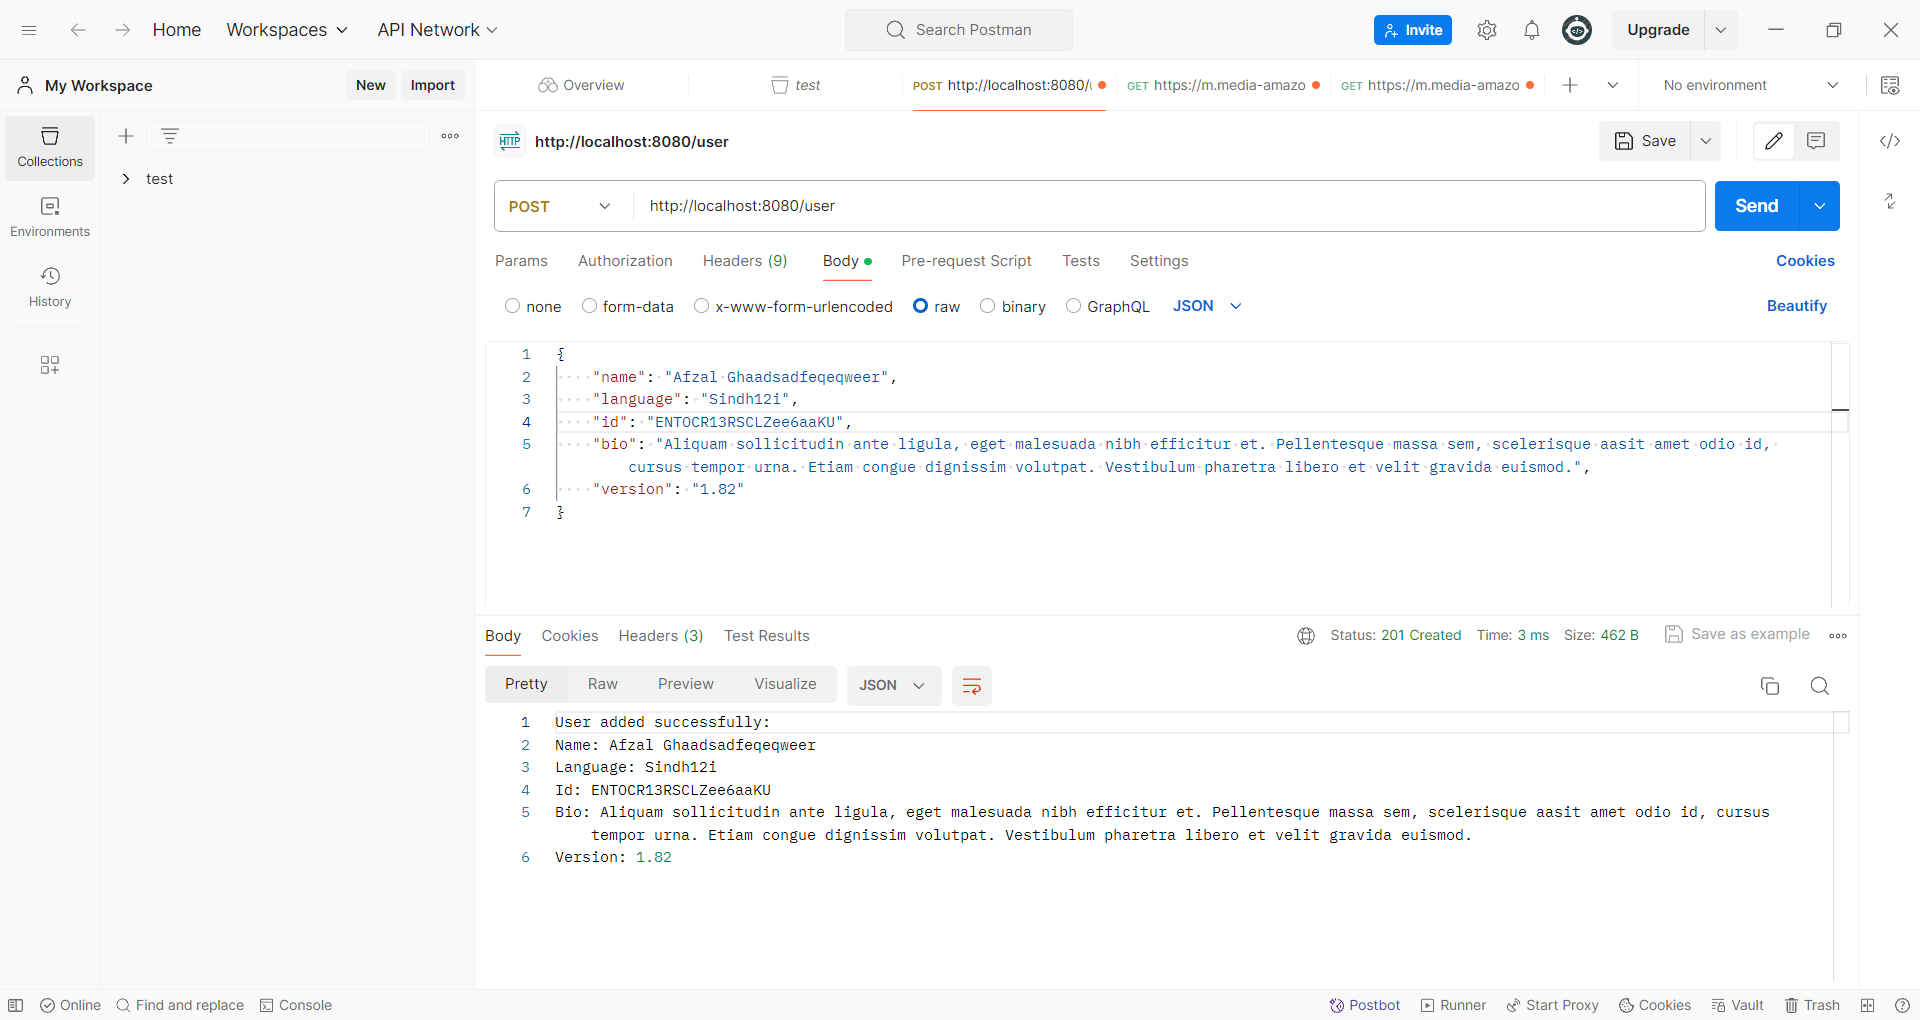 Home Workspaces API Network Search Postman Invite Upgrade
My Workspace New Import Overview test POST http://localhost:8080/ GET https://m.media-amazo GET https://m.media-amazo No environment
Collections
Environments
History
test
HTTP http://localhost:8080/user Save
POST http://localhost:8080/user Send
Params Authorization Headers (9) Body Pre-request Script Tests Settings Cookies
none form-data x-www-form-urlencoded raw binary GraphQL JSON Beautify
1 {
2 "name": "Afzal Ghaadsadfeqeqweer",
3 "language": "Sindh12i",
4 "id": "ENTOCR13RSCLZee6aaKU",
5 "bio": "Aliquam sollicitudin ante ligula, eget malesuada nibh efficitur et. Pellentesque massa sem, scelerisque aasit amet odio id,
cursus tempor urna. Etiam congue dignissim volutpat. Vestibulum pharetra libero et velit gravida euismod.",
6 "version": "1.82"
7 }
Body Cookies Headers (3) Test Results Status: 201 Created Time: 3 ms Size: 462 B Save as example
Pretty Raw Preview Visualize JSON
1 User added successfully:
2 Name: Afzal Ghaadsadfeqeqweer
3 Language: Sindh12i
4 Id: ENTOCR13RSCLZee6aaKU
5 Bio: Aliquam sollicitudin ante ligula, eget malesuada nibh efficitur et. Pellentesque massa sem, scelerisque aasit amet odio id, cursus
tempor urna. Etiam congue dignissim volutpat. Vestibulum pharetra libero et velit gravida euismod.
6 Version: 1.82
Online Find and replace Console Postbot Runner Start Proxy Cookies Vault Trash